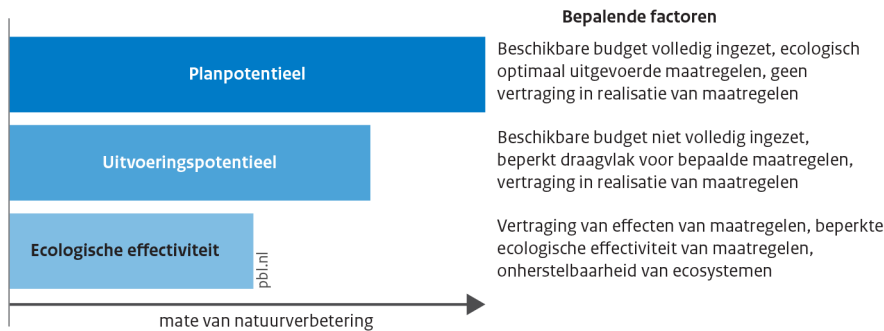 Bepalende factoren
Planpotentieel
Beschikbare budget volledig ingezet, ecologisch
optimaal uitgevoerde maatregelen, geen
vertraging in realisatie van maatregelen
Uitvoeringspotentieel
Beschikbare budget niet volledig ingezet,
beperkt draagvlak voor bepaalde maatregelen,
vertraging in realisatie van maatregelen
Ecologische effectiviteit
Vertraging van effecten van maatregelen, beperkte
ecologische effectiviteit van maatregelen,
onherstelbaarheid van ecosystemen
pbl.nl
mate van natuurverbetering